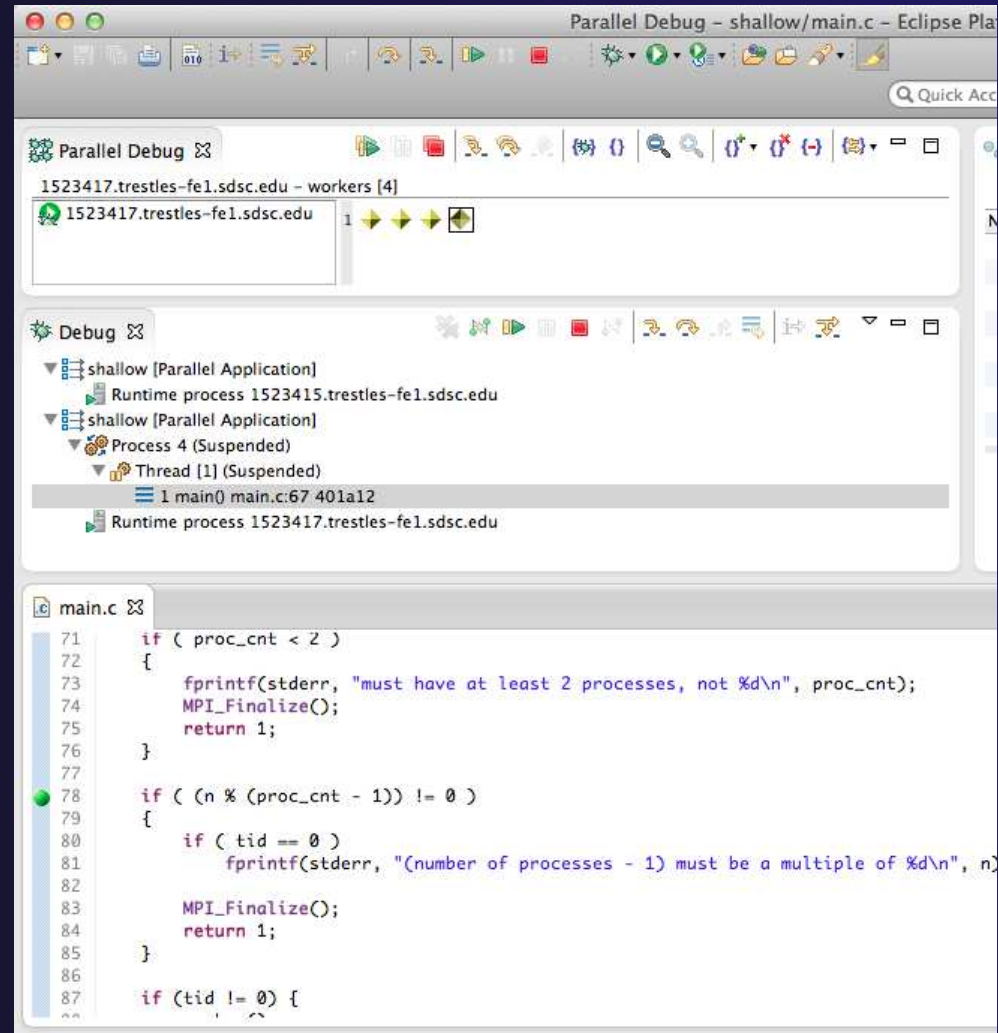 Parallel Debug – shallow/main.c – Eclipse Pla
Quick Acc
Parallel Debug
1523417.trestles-fe1.sdsc.edu – workers [4]
1523417.trestles-fe1.sdsc.edu
1
N
Debug
shallow [Parallel Application]
Runtime process 1523415.trestles-fe1.sdsc.edu
shallow [Parallel Application]
Process 4 (Suspended)
Thread [1] (Suspended)
1 main() main.c:67 401a12
Runtime process 1523417.trestles-fe1.sdsc.edu
main.c
71 if ( proc_cnt < 2 )
72 {
73 fprintf(stderr, "must have at least 2 processes, not %d\n", proc_cnt);
74 MPI_Finalize();
75 return 1;
76 }
77
78 if ( (n % (proc_cnt - 1)) != 0 )
79 {
80 if ( tid == 0 )
81 fprintf(stderr, "(number of processes - 1) must be a multiple of %d\n", n)
82
83 MPI_Finalize();
84 return 1;
85 }
86
87 if (tid != 0) {